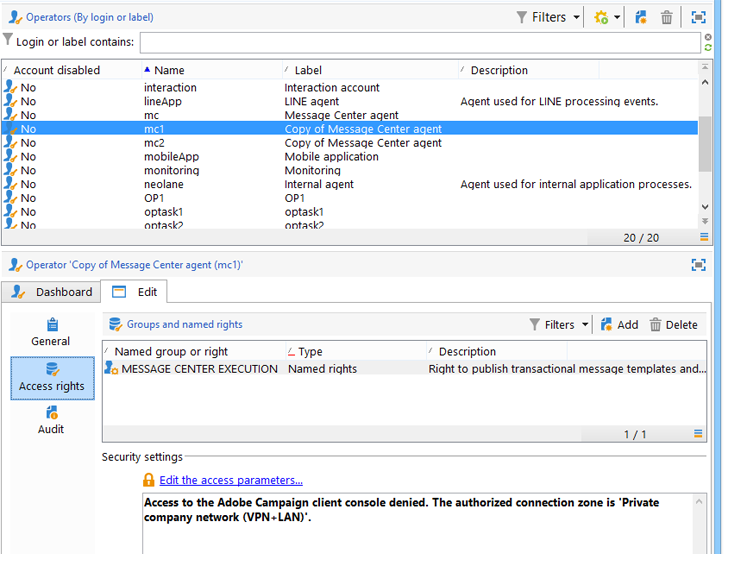 Operators (By login or label) Filters
Login or label contains:
Account disabled Name Label Description
No interaction Interaction account
No lineApp LINE agent Agent used for LINE processing events.
No mc Message Center agent
No mc1 Copy of Message Center agent
No mc2 Copy of Message Center agent
No mobileApp Mobile application
No monitoring Monitoring
No neolane Internal agent Agent used for internal application processes.
No OP1 OP1
No optask1 optask1
No optask2 optask2
20 / 20
Operator 'Copy of Message Center agent (mc1)'
Dashboard Edit
General
Access rights
Audit
Groups and named rights Filters Add Delete
Named group or right Type Description
MESSAGE CENTER EXECUTION Named rights Right to publish transactional message templates and...
1 / 1
Security settings
Edit the access parameters...
Access to the Adobe Campaign client console denied. The authorized connection zone is 'Private
company network (VPN+LAN)'.